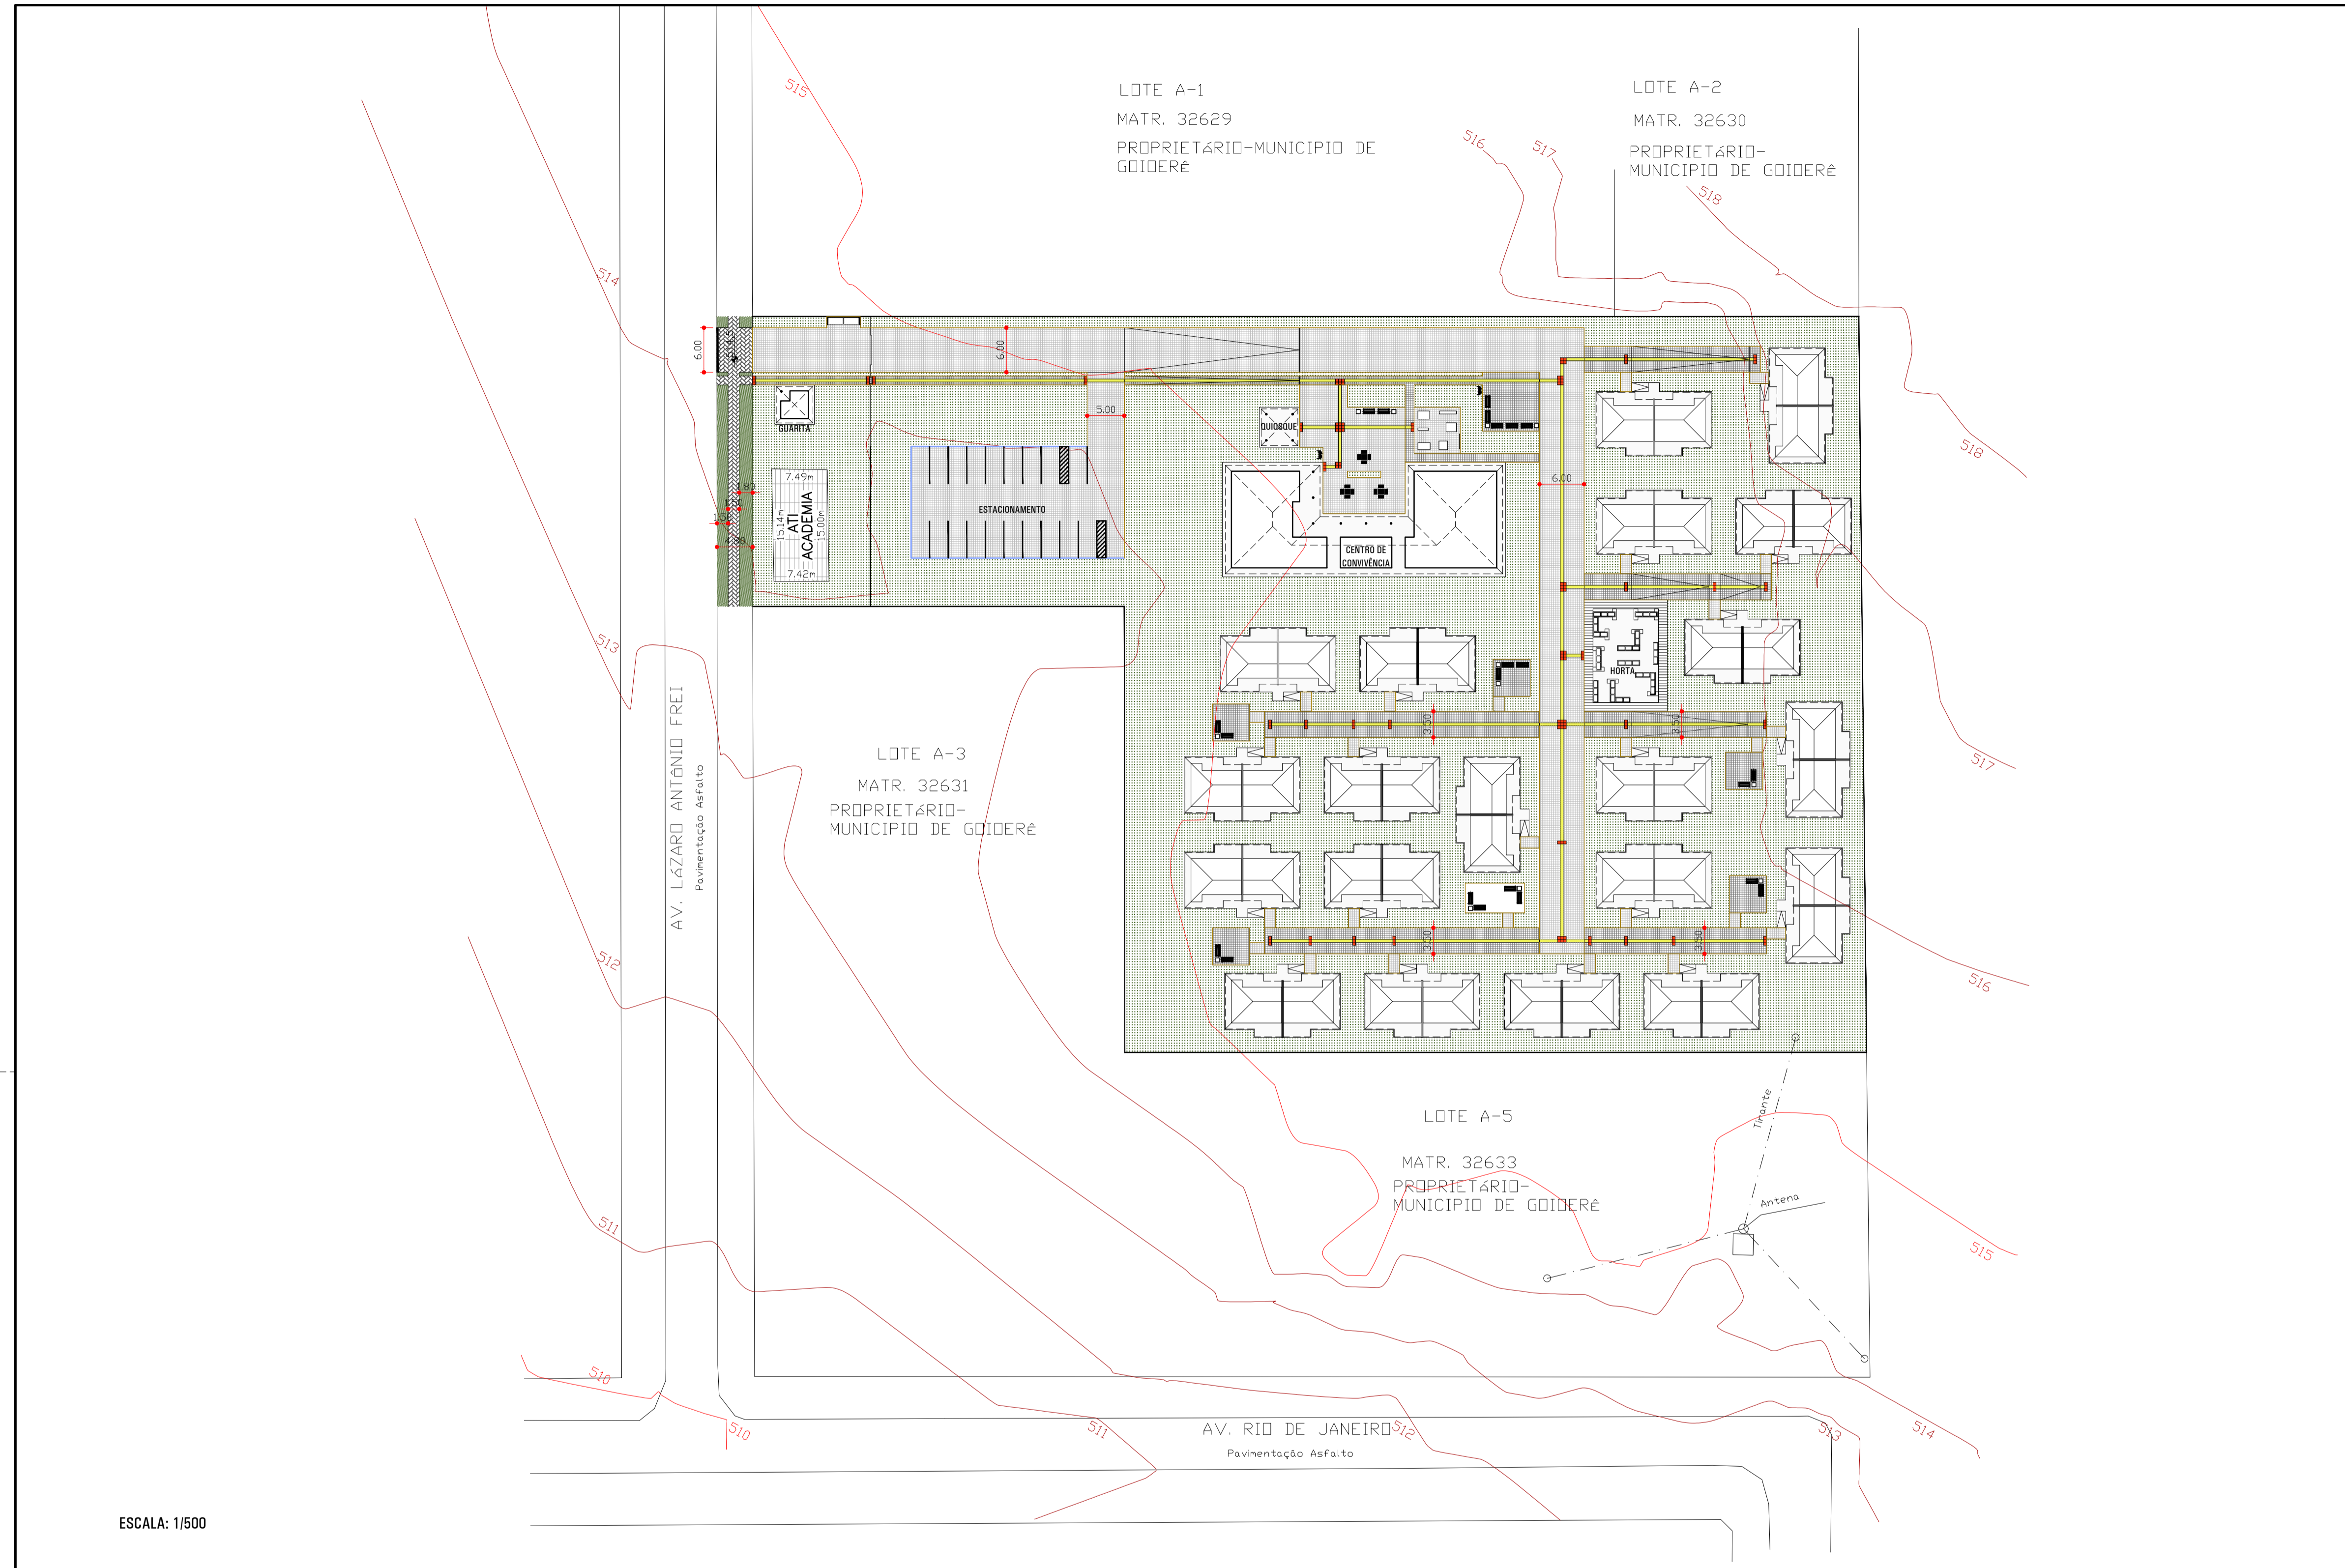 515
LOTE A-1
MATR. 32629
PROPRIETÁRIO-MUNICIPIO DE
GOIOERÊ
LOTE A-2
MATR. 32630
PROPRIETÁRIO-
MUNICIPIO DE GOIOERÊ
516
517
518
514
6.00
6.00
GUARITA
5.00
QUIOSQUE
518
7.49m
1.80
6.00
15.14m
ATI
ACADEMIA
15.00m
ESTACIONAMENTO
CENTRO DE
CONVIVÊNCIA
7.42m
513
HORTA
AV. LÁZARO ANTÔNIO FREI
Pavimentação Asfalto
3.50
3.50
LOTE A-3
MATR. 32631
PROPRIETÁRIO-
MUNICIPIO DE GOIOERÊ
517
512
3.50
3.50
516
LOTE A-5
Tirante
MATR. 32633
PROPRIETÁRIO-
MUNICIPIO DE GOIOERÊ
Antena
511
515
510
510
511
AV. RIO DE JANEIRO
512
Pavimentação Asfalto
513
514
ESCALA: 1/500